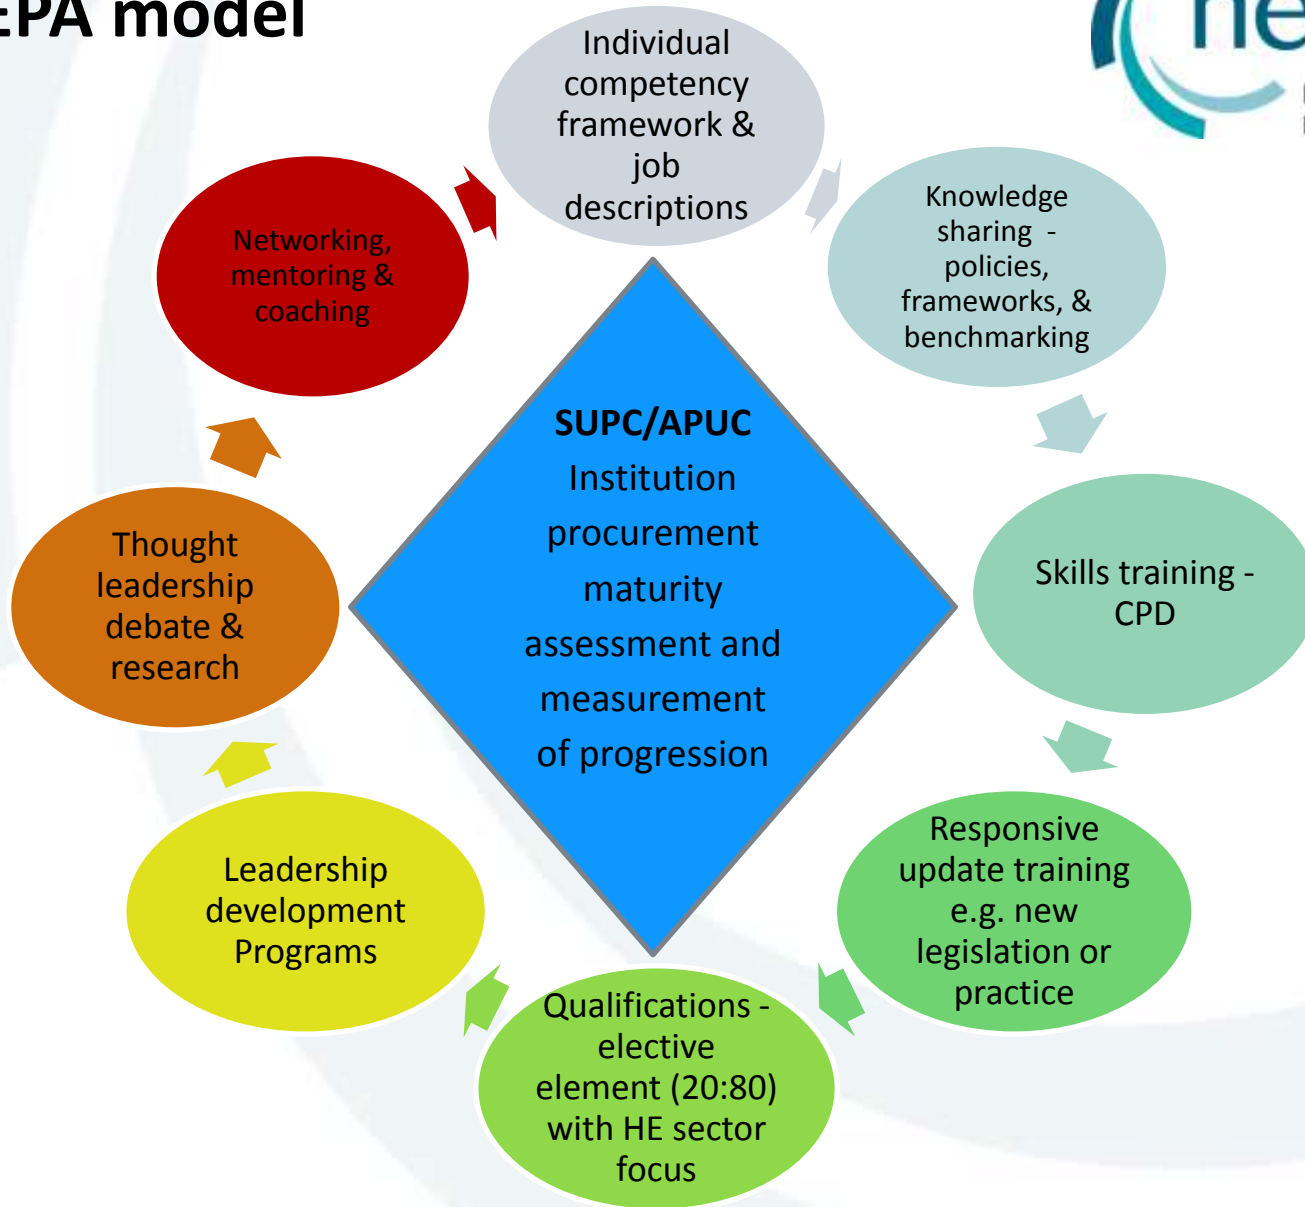 EPA model
Individual
competency
framework &
job
descriptions
Knowledge
sharing -
policies,
frameworks, &
benchmarking
Skills training -
CPD
Responsive
update training
e.g. new
legislation or
practice
Qualifications -
elective
element (20:80)
with HE sector
focus
Leadership
development
Programs
Thought
leadership
debate &
research
Networking,
mentoring &
coaching
SUPC/APUC
Institution
procurement
maturity
assessment and
measurement
of progression